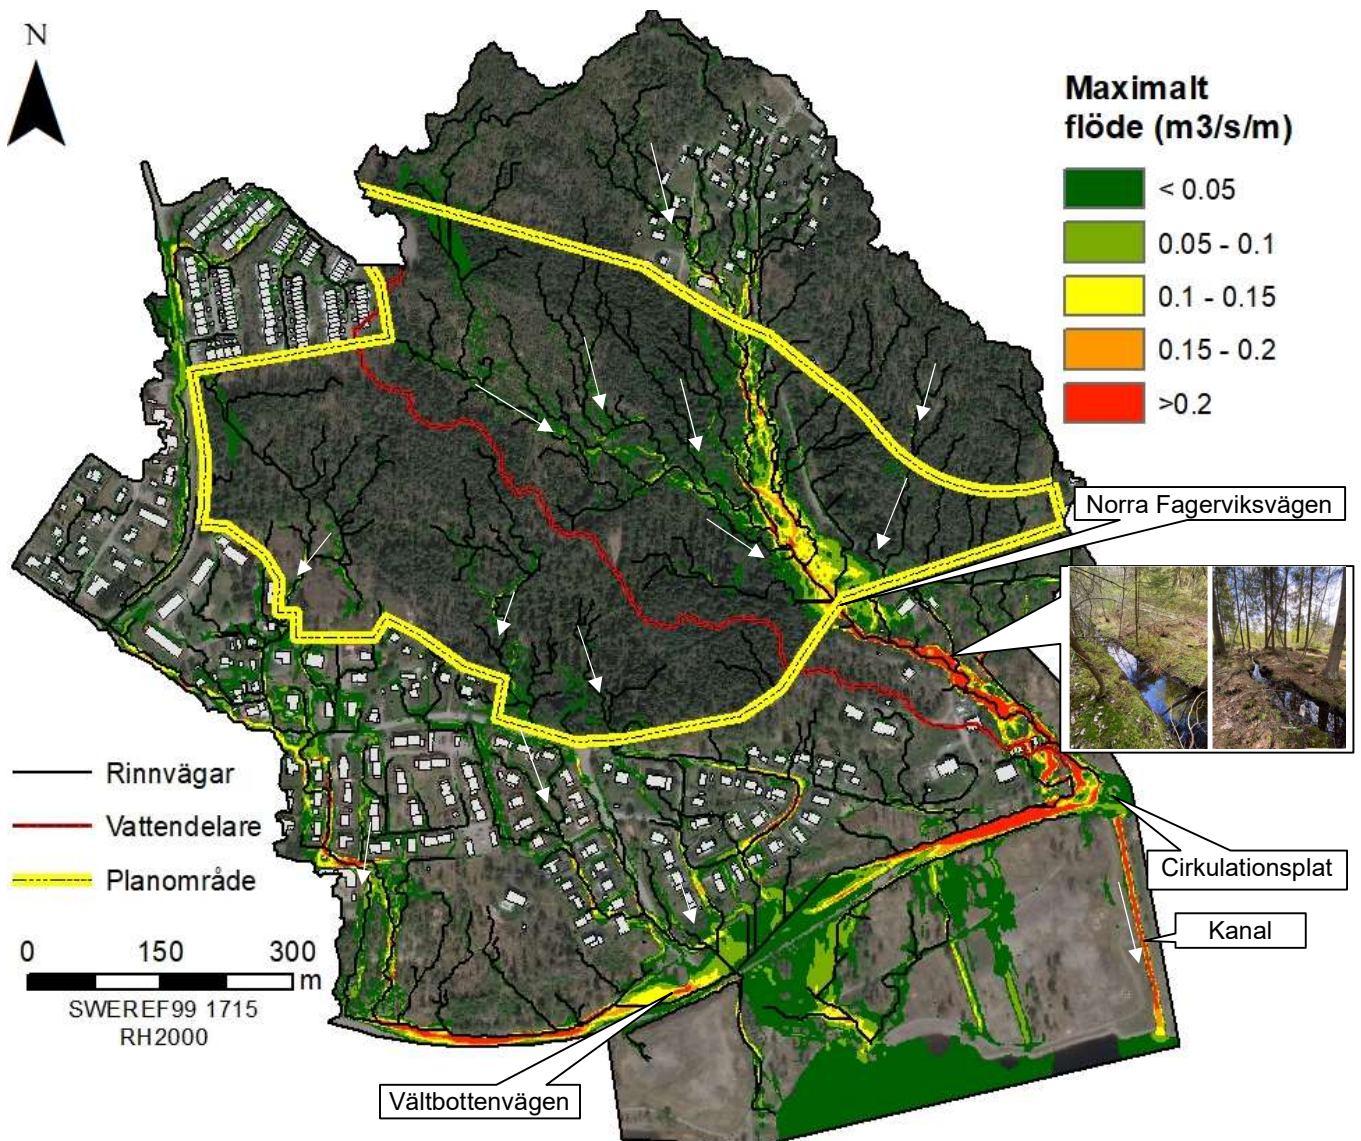 N
Maximalt
flöde (m3/s/m)
< 0.05
0.05 - 0.1
0.1 - 0.15
0.15 - 0.2
>0.2
Norra Fagerviksvägen
Rinnvägar
Vattendelare
Planområde
Cirkulationsplat
Kanal
0 150 300
m
SWEREF99 1715
RH2000
Vältbottenvägen